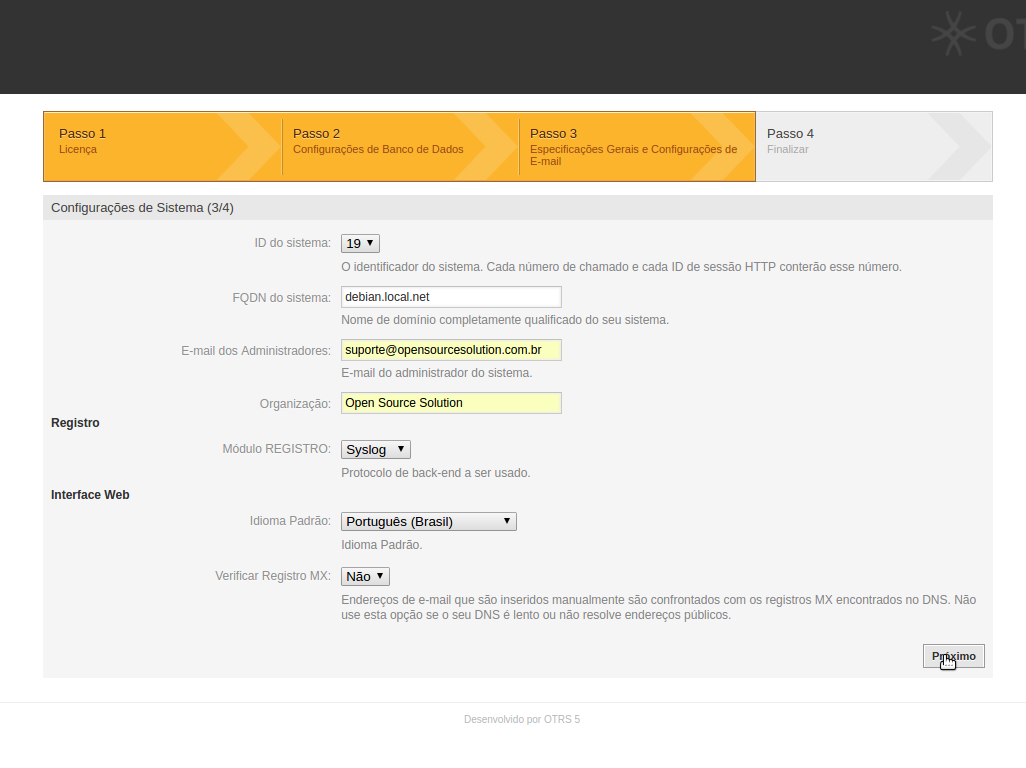 OT
Passo 1
Licença
Passo 2
Configurações de Banco de Dados
Passo 3
Especificações Gerais e Configurações de
E-mail
Passo 4
Finalizar
Configurações de Sistema (3/4)
ID do sistema: 19
O identificador do sistema. Cada número de chamado e cada ID de sessão HTTP conterão esse número.
FQDN do sistema: debian.local.net
Nome de domínio completamente qualificado do seu sistema.
E-mail dos Administradores: suporte@opensourcesolution.com.br
E-mail do administrador do sistema.
Organização: Open Source Solution
Registro
Módulo REGISTRO: Syslog
Protocolo de back-end a ser usado.
Interface Web
Idioma Padrão: Português (Brasil)
Idioma Padrão.
Verificar Registro MX: Não
Endereços de e-mail que são inseridos manualmente são confrontados com os registros MX encontrados no DNS. Não
use esta opção se o seu DNS é lento ou não resolve endereços públicos.
Próximo
Desenvolvido por OTRS 5